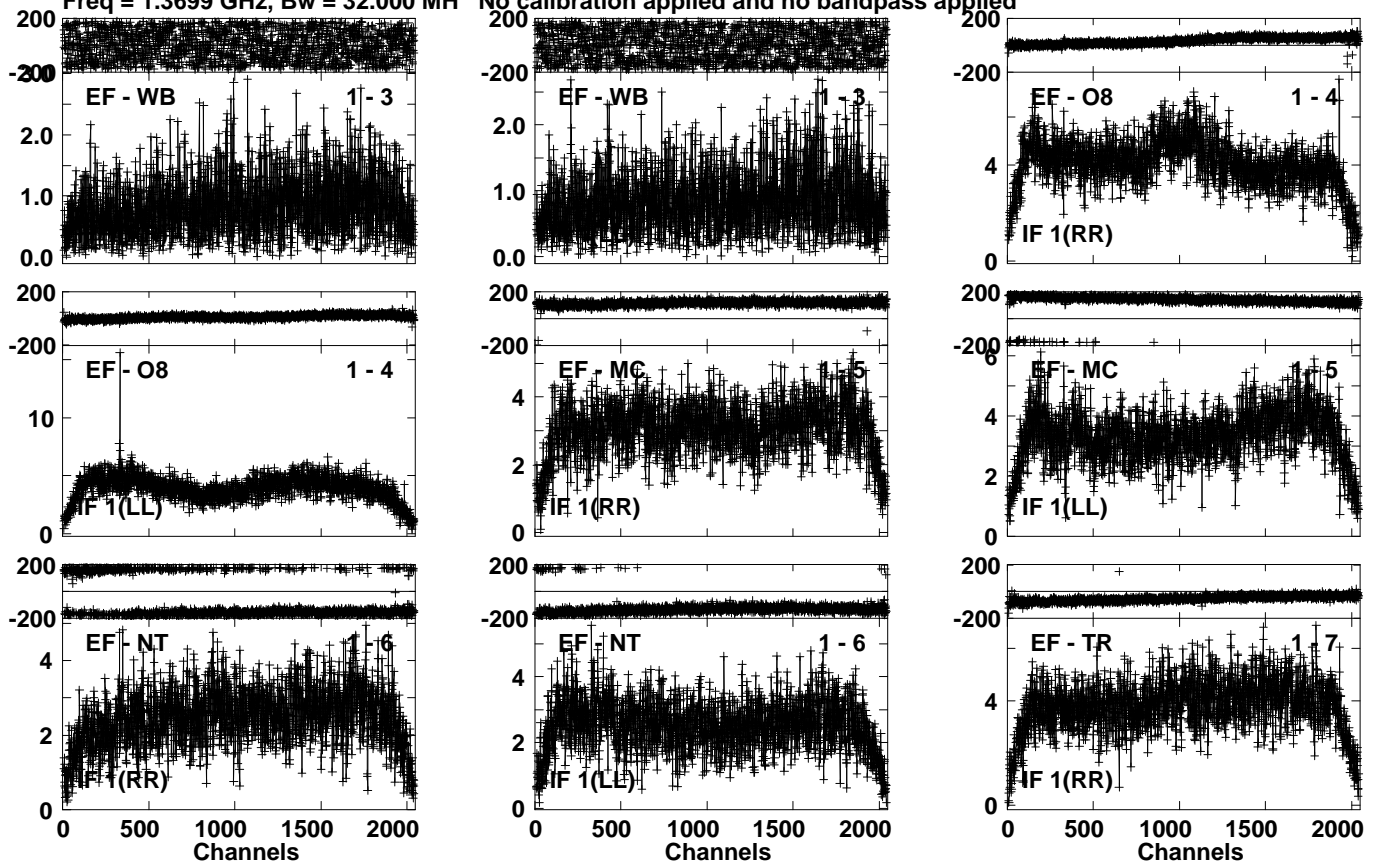 Freq = 1.3699 GHz, Bw = 32.000 MH No calibration applied and no bandpass applied
200
-200
3.0
EF - WB 1 - 3
2.0
1.0
0.0
EF - WB 1 - 3
2.0
1.0
0.0
200
-200
EF - O8 1 - 4
4
IF 1(RR)
0
200
-200
EF - O8 1 - 4
10
IF 1(LL)
0
200
-200
EF - MC 1 - 5
4
2
IF 1(RR)
0
200
-200
6
EF - MC 1 - 5
4
2
IF 1(LL)
0
200
-200
EF - NT 1 - 6
4
2
IF 1(RR)
0
0 500 1000 1500 2000
Channels
200
-200
EF - NT 1 - 6
4
2
IF 1(LL)
0
0 500 1000 1500 2000
Channels
200
-200
EF - TR 1 - 7
4
IF 1(RR)
0
0 500 1000 1500 2000
Channels